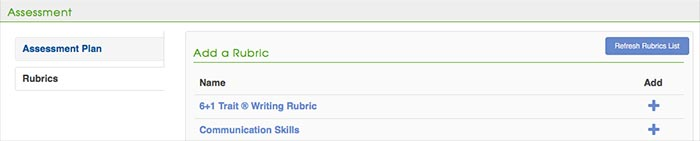 Assessment
Assessment Plan
Rubrics
Add a Rubric
Refresh Rubrics List
Name Add
6+1 Trait ® Writing Rubric
Communication Skills